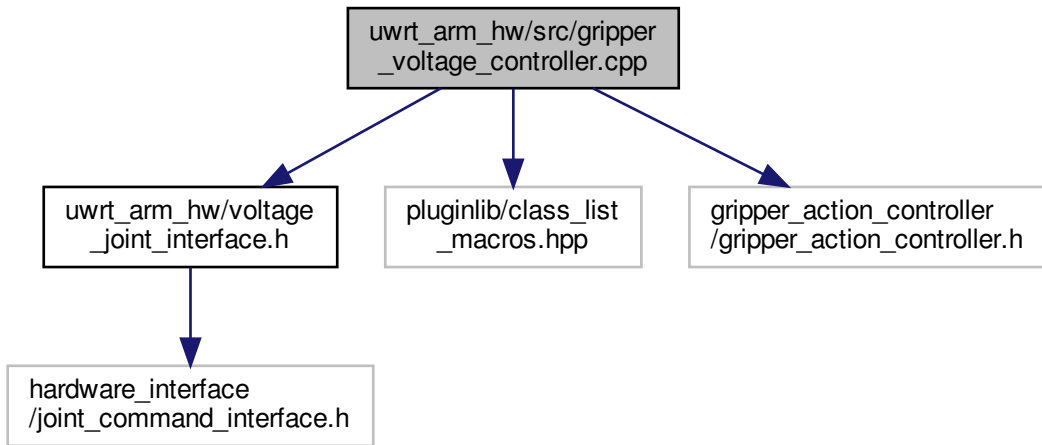 uwrt_arm_hw/src/gripper
_voltage_controller.cpp
uwrt_arm_hw/voltage
_joint_interface.h
pluginlib/class_list
_macros.hpp
gripper_action_controller
/gripper_action_controller.h
hardware_interface
/joint_command_interface.h